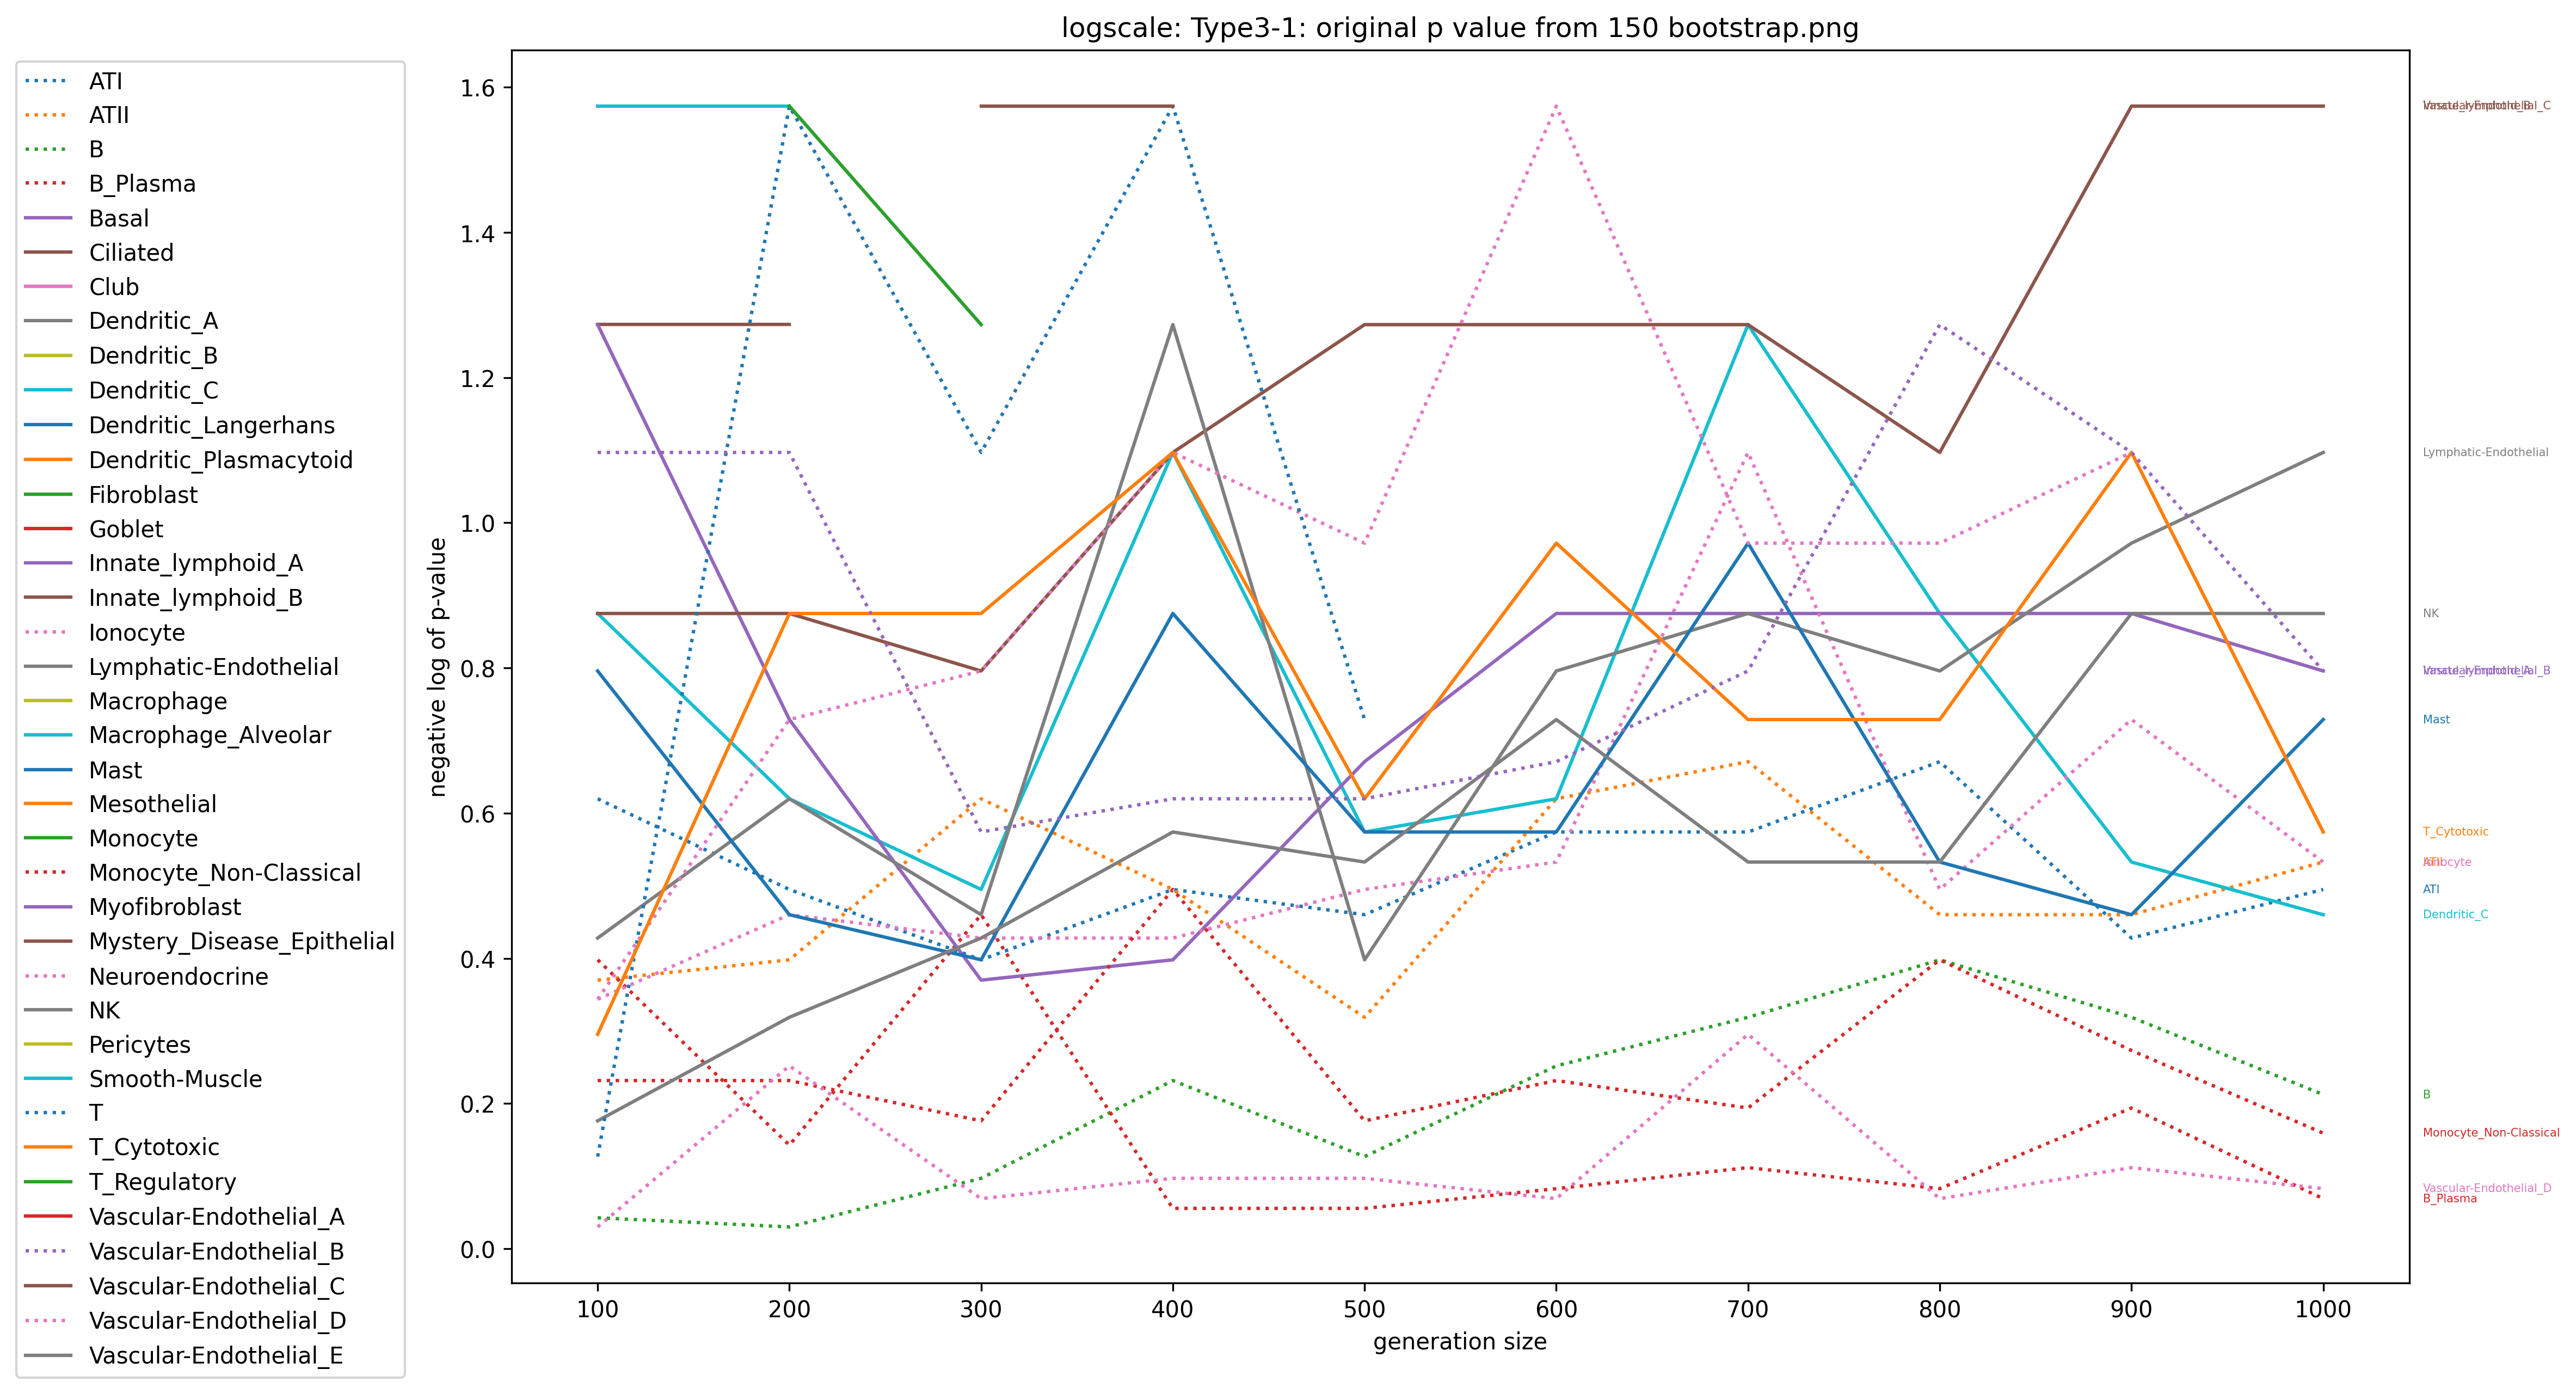 logscale: Type3-1: original p value from 150 bootstrap.png
ATI
ATII
B
B_Plasma
Basal
Ciliated
Club
Dendritic_A
Dendritic_B
Dendritic_C
Dendritic_Langerhans
Dendritic_Plasmacytoid
Fibroblast
Goblet
Innate_lymphoid_A
Innate_lymphoid_B
Ionocyte
Lymphatic-Endothelial
Macrophage
Macrophage_Alveolar
Mast
Mesothelial
Monocyte
Monocyte_Non-Classical
Myofibroblast
Mystery_Disease_Epithelial
Neuroendocrine
NK
Pericytes
Smooth-Muscle
T
T_Cytotoxic
T_Regulatory
Vascular-Endothelial_A
Vascular-Endothelial_B
Vascular-Endothelial_C
Vascular-Endothelial_D
Vascular-Endothelial_E
negative log of p-value
1.6
1.4
1.2
1.0
0.8
0.6
0.4
0.2
0.0
100 200 300 400 500 600 700 800 900 1000
generation size
Lymphatic-Endothelial
NK
Mast
T_Cytotoxic
ATI
Dendritic_C
B
Monocyte_Non-Classical
Vascular-Endothelial_D
B_Plasma